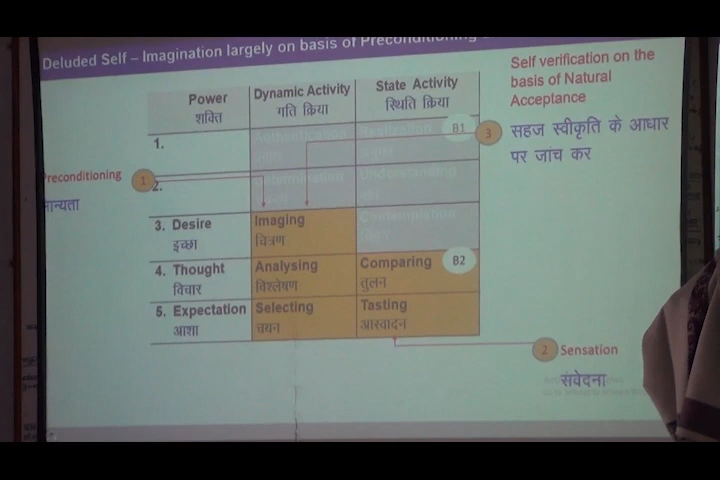 Deluded Self – Imagination largely on basis of Preconditioning
Power
शक्ति
Dynamic Activity
गति क्रिया
State Activity
स्थिति क्रिया
Self verification on the
basis of Natural
Acceptance
सहज स्वीकृति के आधार
पर जांच कर
1.
Authentication
Realization
B1
3
Preconditioning
मान्यता
1
2.
Determination
Understanding
3. Desire
इच्छा
Imaging
चित्रण
Contemplation
4. Thought
विचार
Analysing
विश्लेषण
Comparing
तुलन
B2
5. Expectation
आशा
Selecting
चयन
Tasting
आस्वादन
2
Sensation
संवेदना